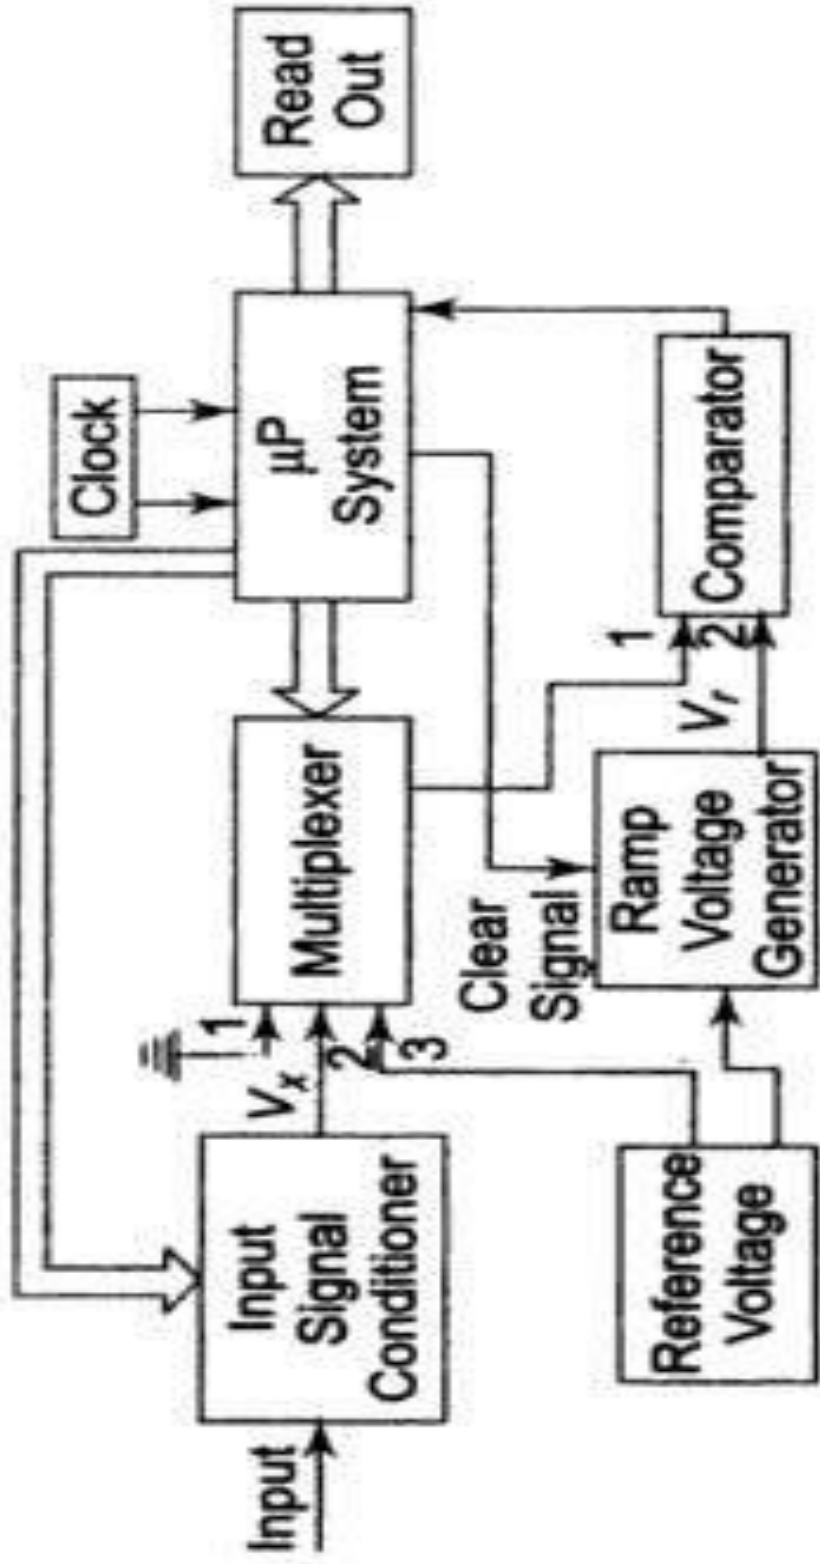 Input
Input
Signal
Conditioner
Vx
1
2
3
Multiplexer
Clock
μP
System
Read
Out
Clear
Signal
Reference
Voltage
Ramp
Voltage
Generator
Vr
1
2
Comparator